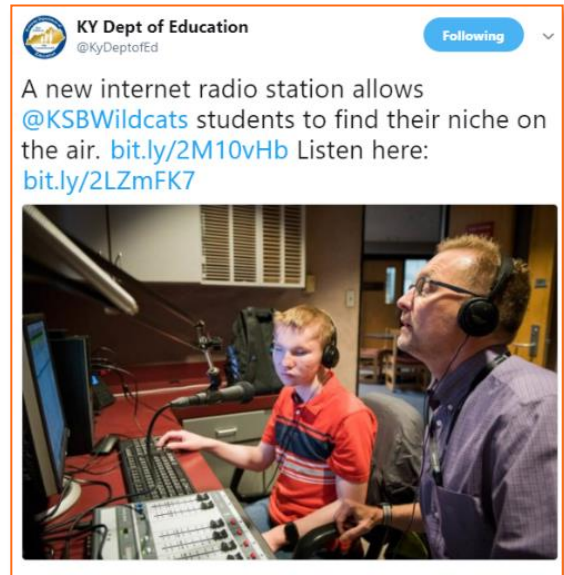 KY Dept of Education
@KyDeptofEd
Following
A new internet radio station allows
@KSBWildcats students to find their niche on
the air. bit.ly/2M10vHb Listen here:
bit.ly/2LZmFK7